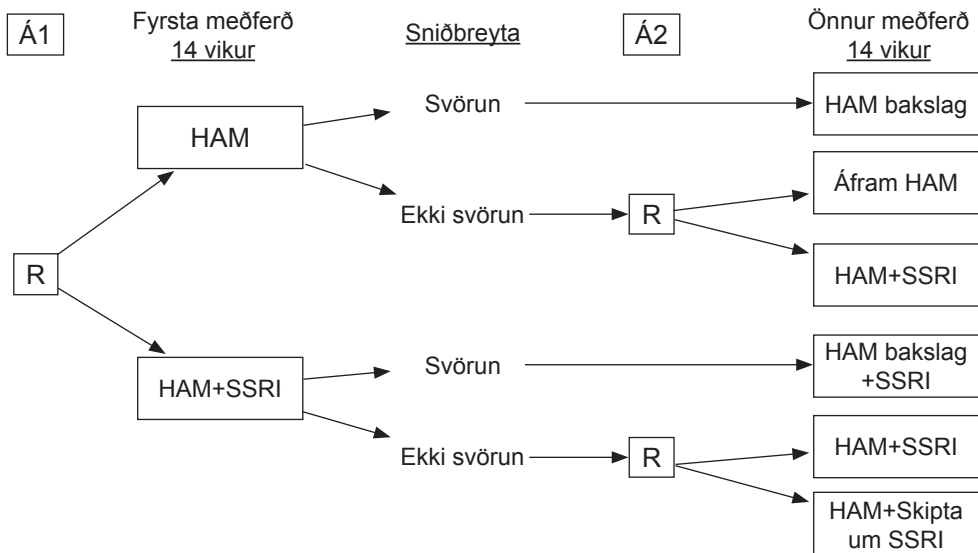 Á1
Fyrsta meðferð
14 vikur
Sniðbreyta
Á2
Önnur meðferð
14 vikur
R
HAM
Svörun
HAM bakslag
Ekki svörun
R
Áfram HAM
HAM+SSRI
HAM+SSRI
Svörun
HAM bakslag
+SSRI
Ekki svörun
R
HAM+SSRI
HAM+Skipta
um SSRI